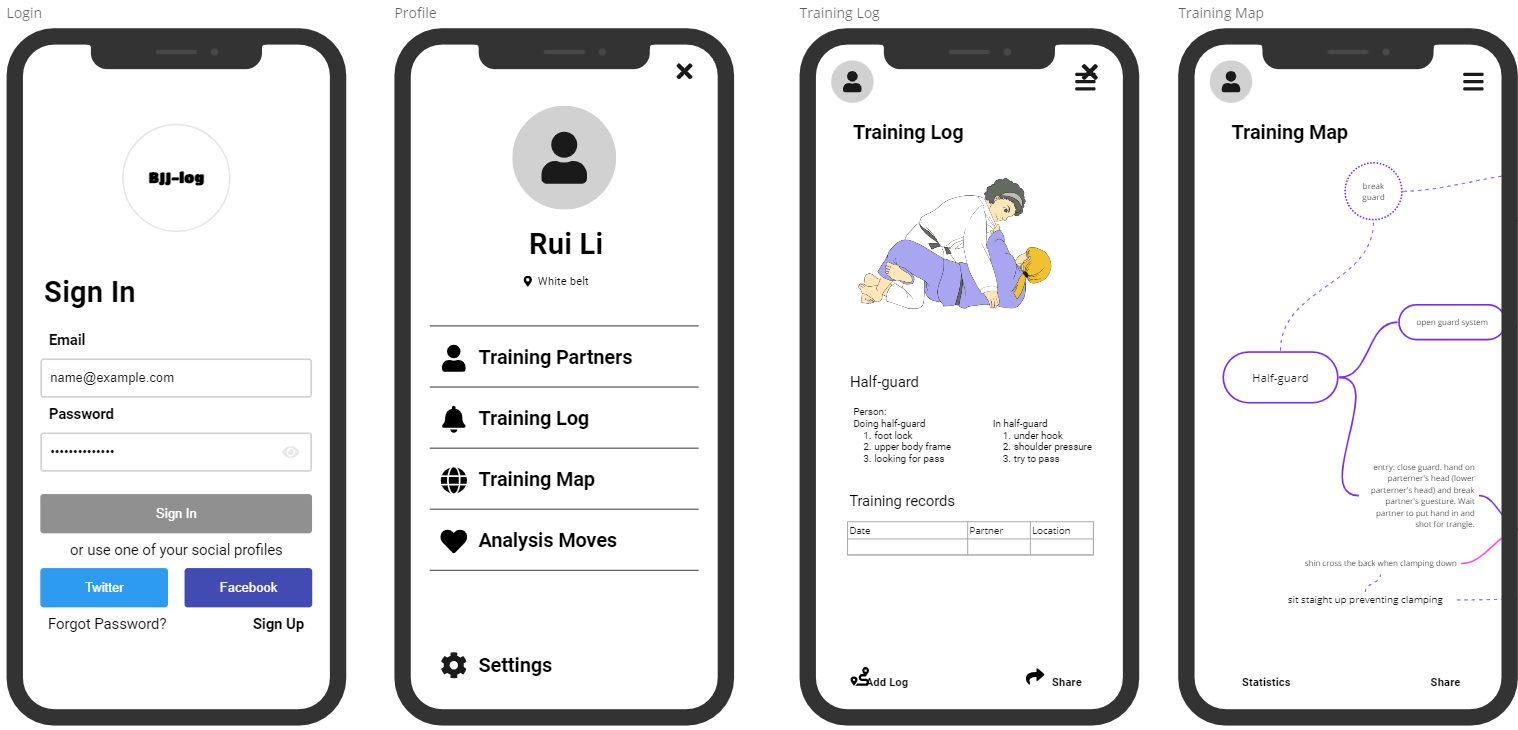 Login
BJJ-log
Sign In
Email
name@example.com
Password
••••••••••••••
Sign In
or use one of your social profiles
Twitter
Facebook
Forgot Password?
Sign Up
Profile
Rui Li
White belt
Training Partners
Training Log
Training Map
Analysis Moves
Settings
Training Log
Training Log
Half-guard
Person:
Doing half-guard
1. foot lock
2. upper body frame
3. looking for pass
In half-guard
1. under hook
2. shoulder pressure
3. try to pass
Training records
Date
Partner
Location
Add Log
Share
Training Map
Training Map
break
guard
open guard system
Half-guard
entry: close guard, hand on
parterner's head (lower
parterner's head) and break
partner's guesture. Wait
partner to put hand in and
shot for trangle.
shin cross the back when clamping down
sit staight up preventing clamping
Statistics
Share